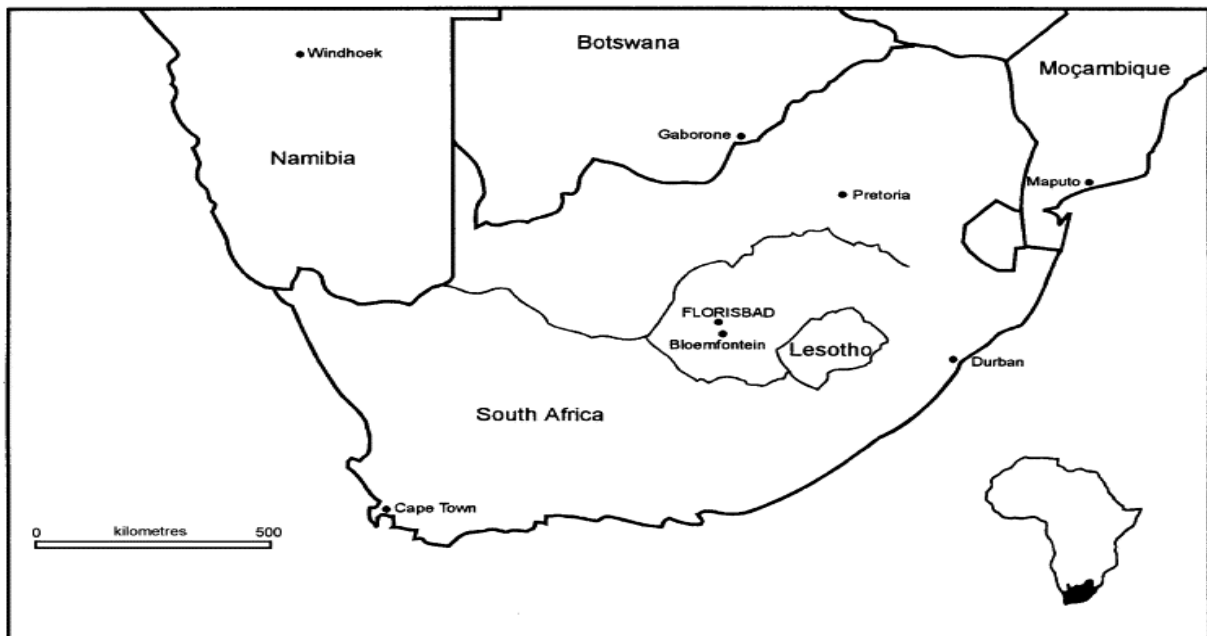 Windhoek
Botswana
Moçambique
Gaborone
Namibia
Maputo
Pretoria
FLORISBAD
Bloemfontein
Lesotho
Durban
South Africa
Cape Town
0 kilometres 500